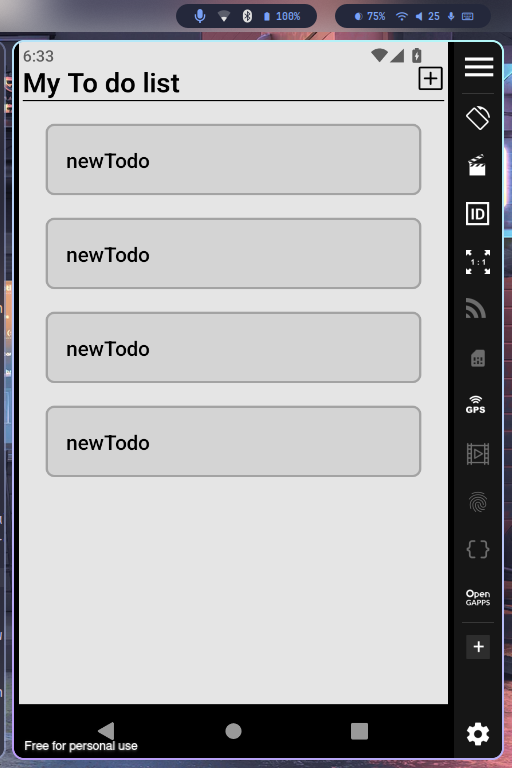 100%
75%
25
6:33
My To do list
newTodo
newTodo
newTodo
newTodo
ID
1 : 1
GPS
{ }
Open
GAPPS
Free for personal use